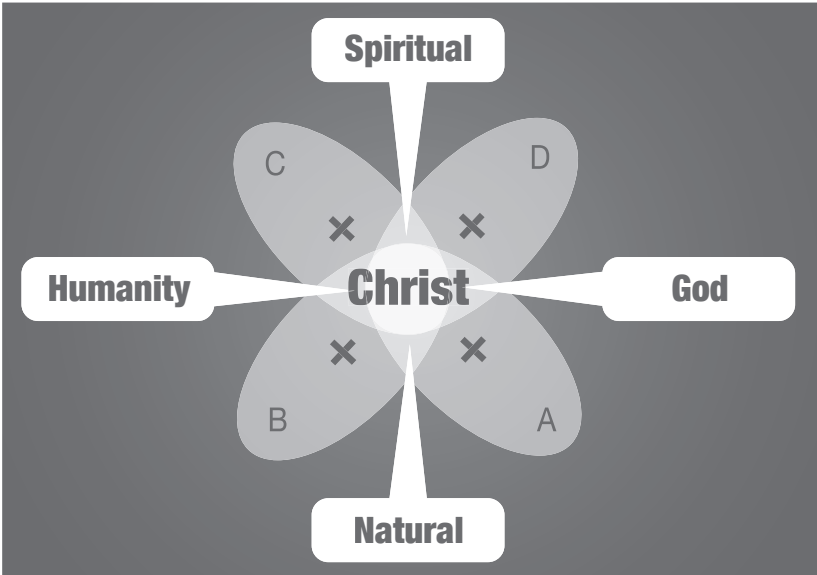 Spiritual
C
D
×
×
Humanity
Christ
God
×
×
B
A
Natural